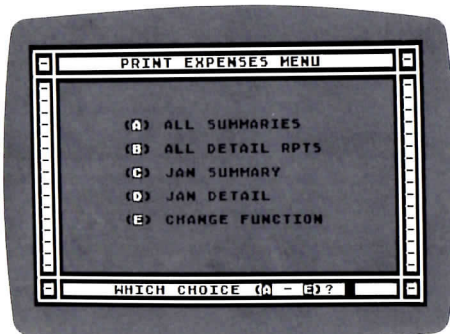 PRINT EXPENSES MENU
(A) ALL SUMMARIES
(B) ALL DETAIL RPTS
(C) JAN SUMMARY
(D) JAN DETAIL
(E) CHANGE FUNCTION
WHICH CHOICE (A - E)?